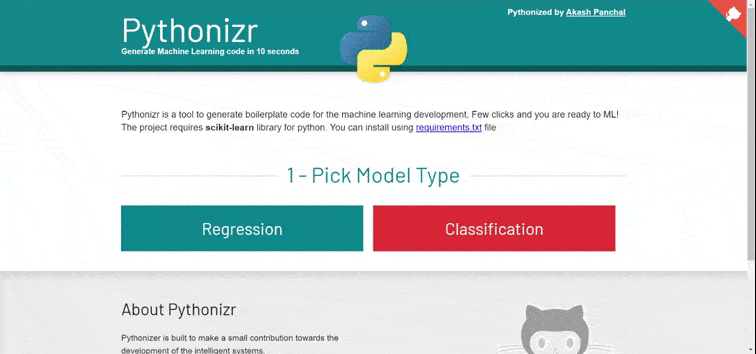 Pythonizr
Generate Machine Learning code in 10 seconds
Pythonized by Akash Panchal
Pythonizr is a tool to generate boilerplate code for the machine learning development. Few clicks and you are ready to ML!
The project requires scikit-learn library for python. You can install using requirements.txt file
1 - Pick Model Type
Regression
Classification
About Pythonizr
Pythonizer is built to make a small contribution towards the
development of the intelligent systems.